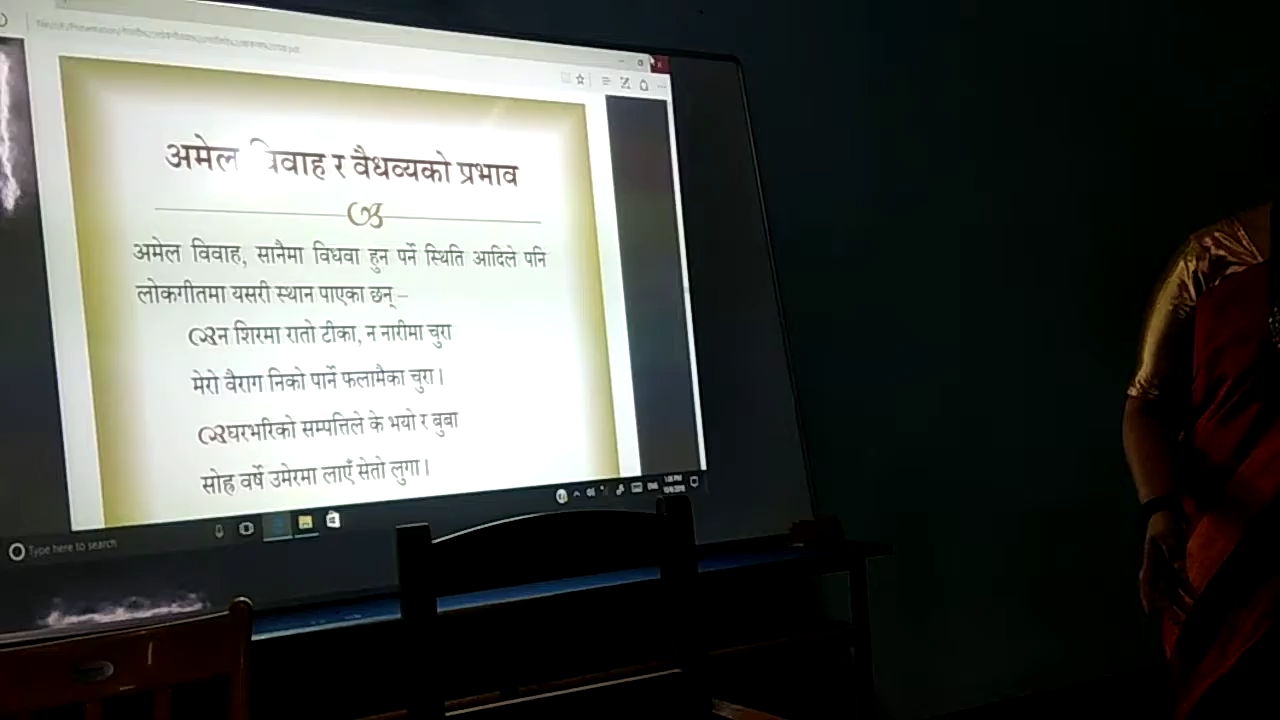 अमेल विवाह र वैधव्यको प्रभाव
अमेल विवाह, सानैमा विधवा हुन पर्ने स्थिति आदिले पनि
लोकगीतमा यसरी स्थान पाएका छन् –
न शिरमा रातो टीका, न नारीमा चुरा
मेरो वैराग निको पार्ने फलामैका चुरा ।
घरभरिको सम्पत्तिले के भयो र बुबा
सोह्र वर्षे उमेरमा लाएँ सेतो लुगा ।
Type here to search